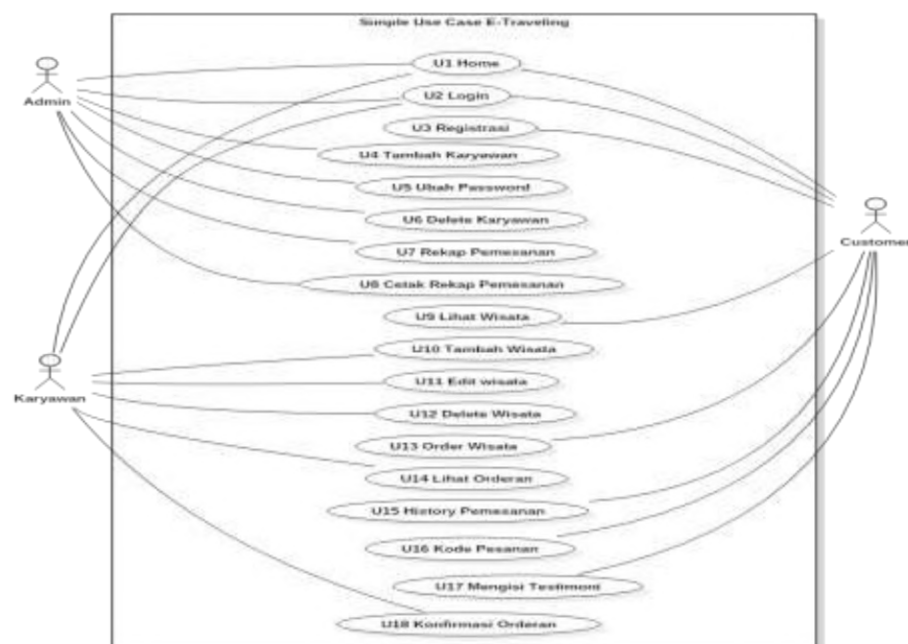 Simple Use Case E-Traveling
U1 Home
Admin
U2 Login
U3 Registrasi
U4 Tambah Karyawan
U5 Ubah Password
U6 Delete Karyawan
Customer
U7 Rekap Pemesanan
U8 Cetak Rekap Pemesanan
U9 Lihat Wisata
U10 Tambah Wisata
U11 Edit wisata
Karyawan
U12 Delete Wisata
U13 Order Wisata
U14 Lihat Orderan
U15 History Pemesanan
U16 Kode Pesanan
U17 Mengisi Testimoni
U18 Konfirmasi Orderan